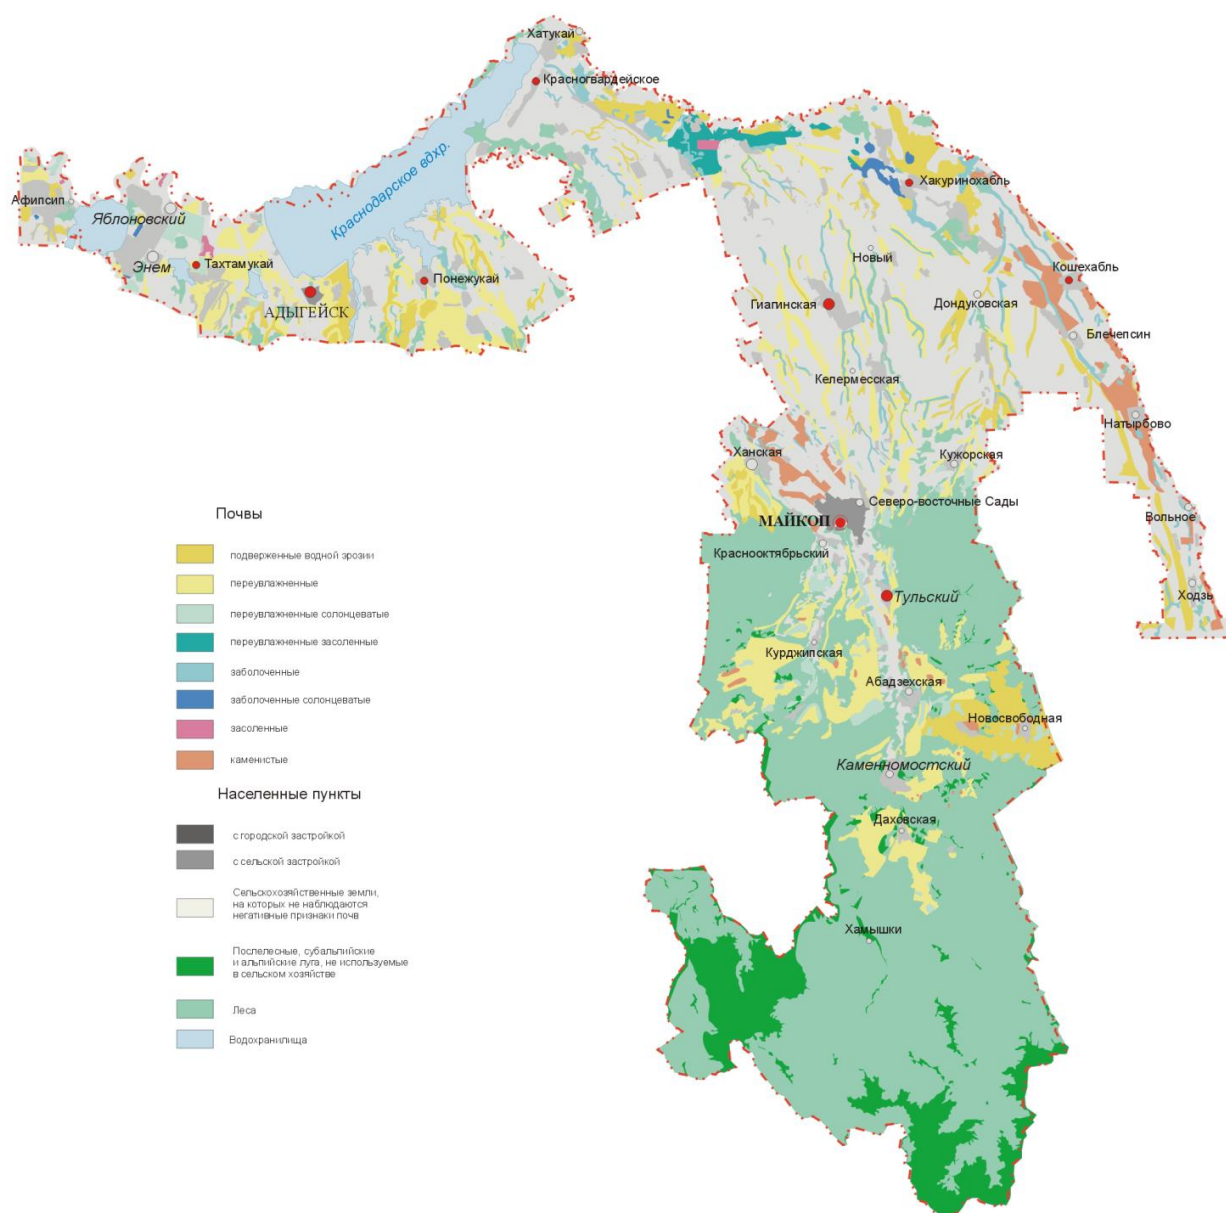 Хатукай
Красногвардейское
Краснодарское вдхр.
Хакуринохабль
Афипсип
Яблоновский
Энем
Тахтамукай
Понежукай
АДЫГЕЙСК
Новый
Кошехабль
Гиагинская
Дондуковская
Блечепсин
Келермесская
Натырбово
Ханская
Кужорская
Северо-восточные Сады
МАЙКОП
Вольное
Краснооктябрьский
Тульский
Ходзь
Курджипская
Абадзехская
Новосвободная
Каменномостский
Даховская
Хамышки
Почвы
подверженные водной эрозии
переувлажненные
переувлажненные солонцеватые
переувлажненные засоленные
заболоченные
заболоченные солонцеватые
засоленные
каменистые
Населенные пункты
с городской застройкой
с сельской застройкой
Сельскохозяйственные земли,
на которых не наблюдаются
негативные признаки почв
Послелесные, субальпийские
и альпийские луга, не используемые
в сельском хозяйстве
Леса
Водохранилища